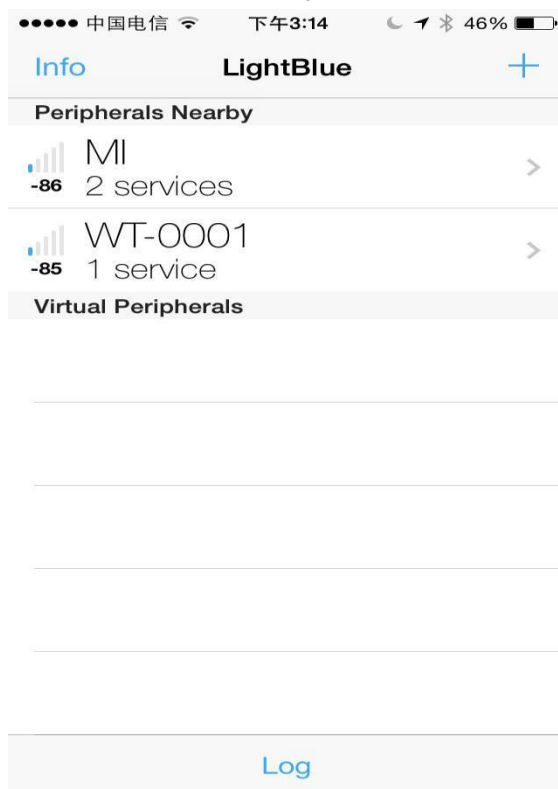 中国电信 下午3:14 46%
Info LightBlue +
Peripherals Nearby
MI
-86 2 services
WT-0001
-85 1 service
Virtual Peripherals
Log